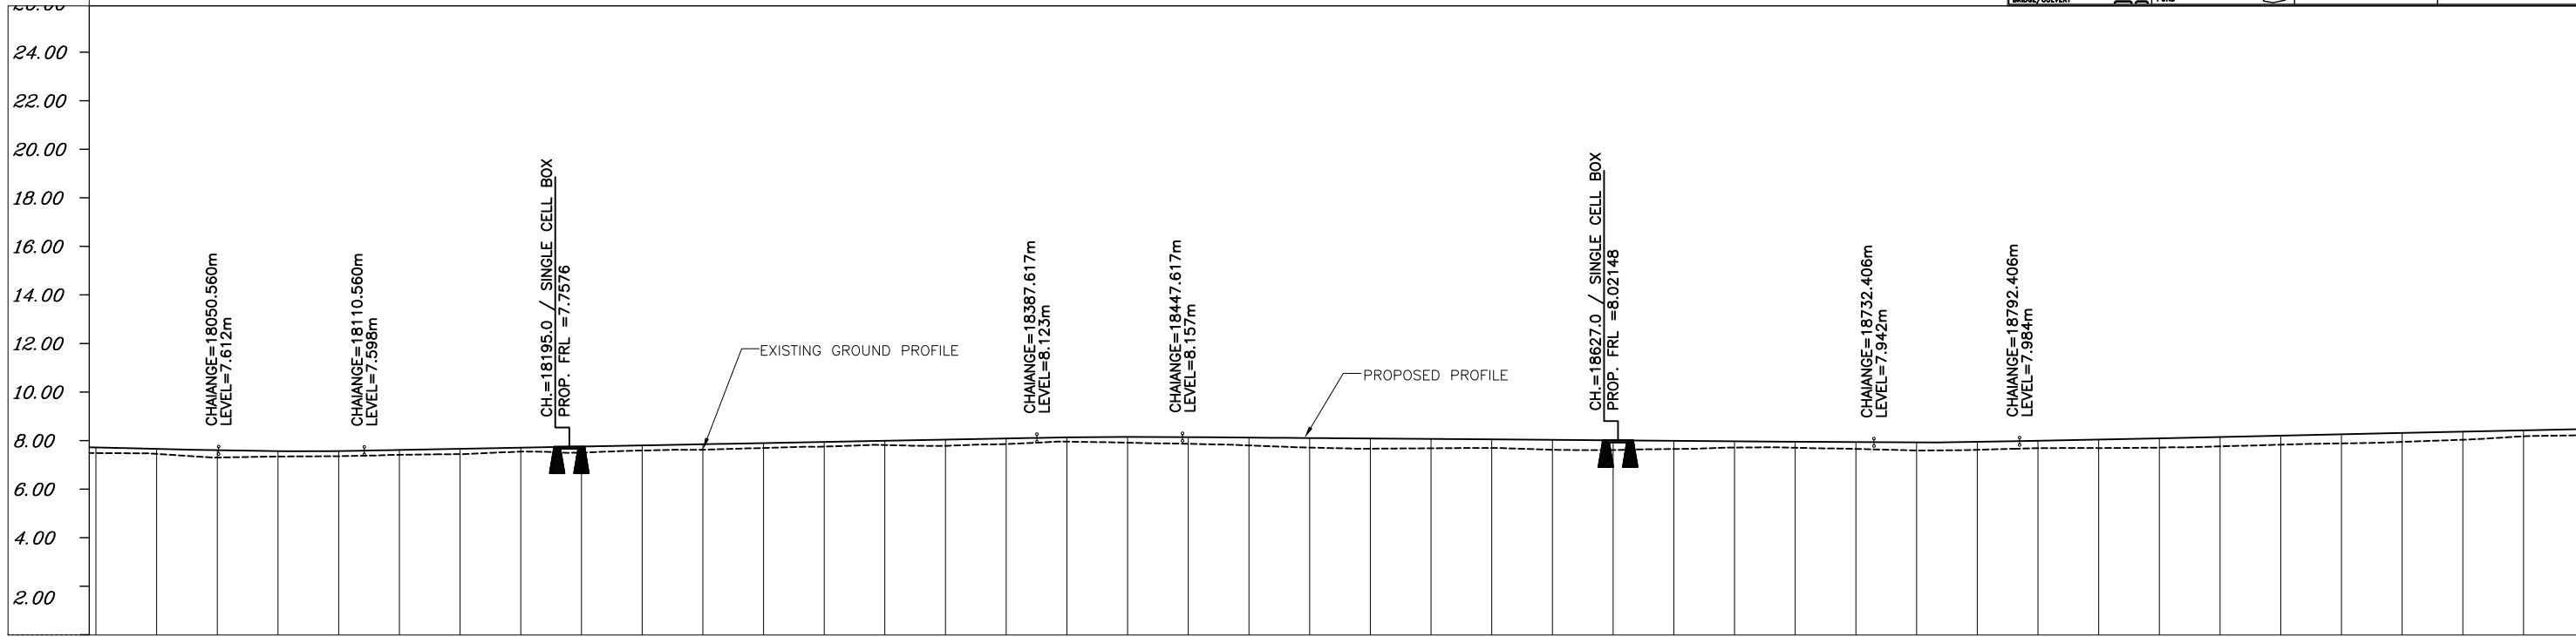 24.00
22.00
20.00
18.00
16.00
14.00
12.00
10.00
8.00
6.00
4.00
2.00
CHAIANGE=18050.560m
LEVEL=7.612m
CHAIANGE=18110.560m
LEVEL=7.598m
CH.=18195.0 / SINGLE CELL BOX
PROP. FRL =7.7576
EXISTING GROUND PROFILE
CHAIANGE=18387.617m
LEVEL=8.123m
CHAIANGE=18447.617m
LEVEL=8.157m
PROPOSED PROFILE
CH.=18627.0 / SINGLE CELL BOX
PROP. FRL =8.02148
CHAIANGE=18732.406m
LEVEL=7.942m
CHAIANGE=18792.406m
LEVEL=7.984m